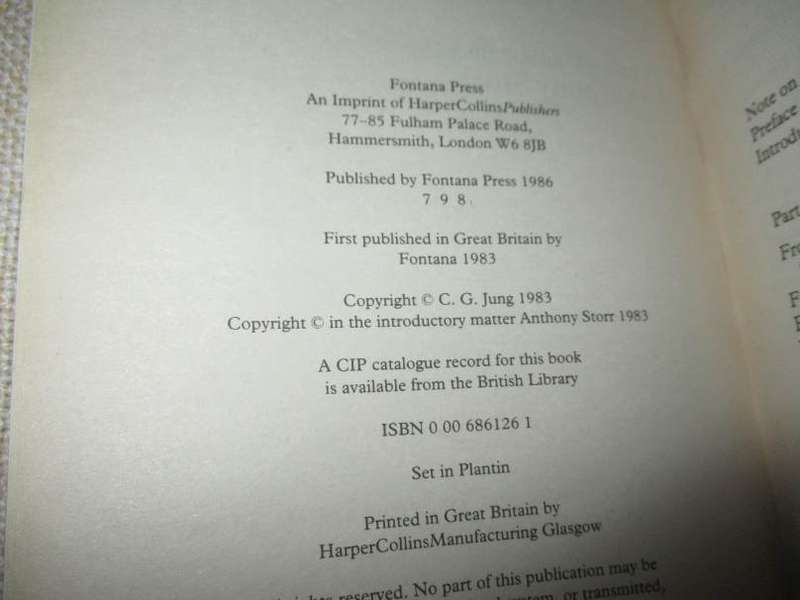 Fontana Press
An Imprint of HarperCollinsPublishers
77–85 Fulham Palace Road,
Hammersmith, London W6 8JB
Published by Fontana Press 1986
7 9 8
First published in Great Britain by
Fontana 1983
Copyright © C. G. Jung 1983
Copyright © in the introductory matter Anthony Storr 1983
A CIP catalogue record for this book
is available from the British Library
ISBN 0 00 686126 1
Set in Plantin
Printed in Great Britain by
HarperCollinsManufacturing Glasgow
reserved. No part of this publication may be
or transmitted,
Note on
Preface
Part